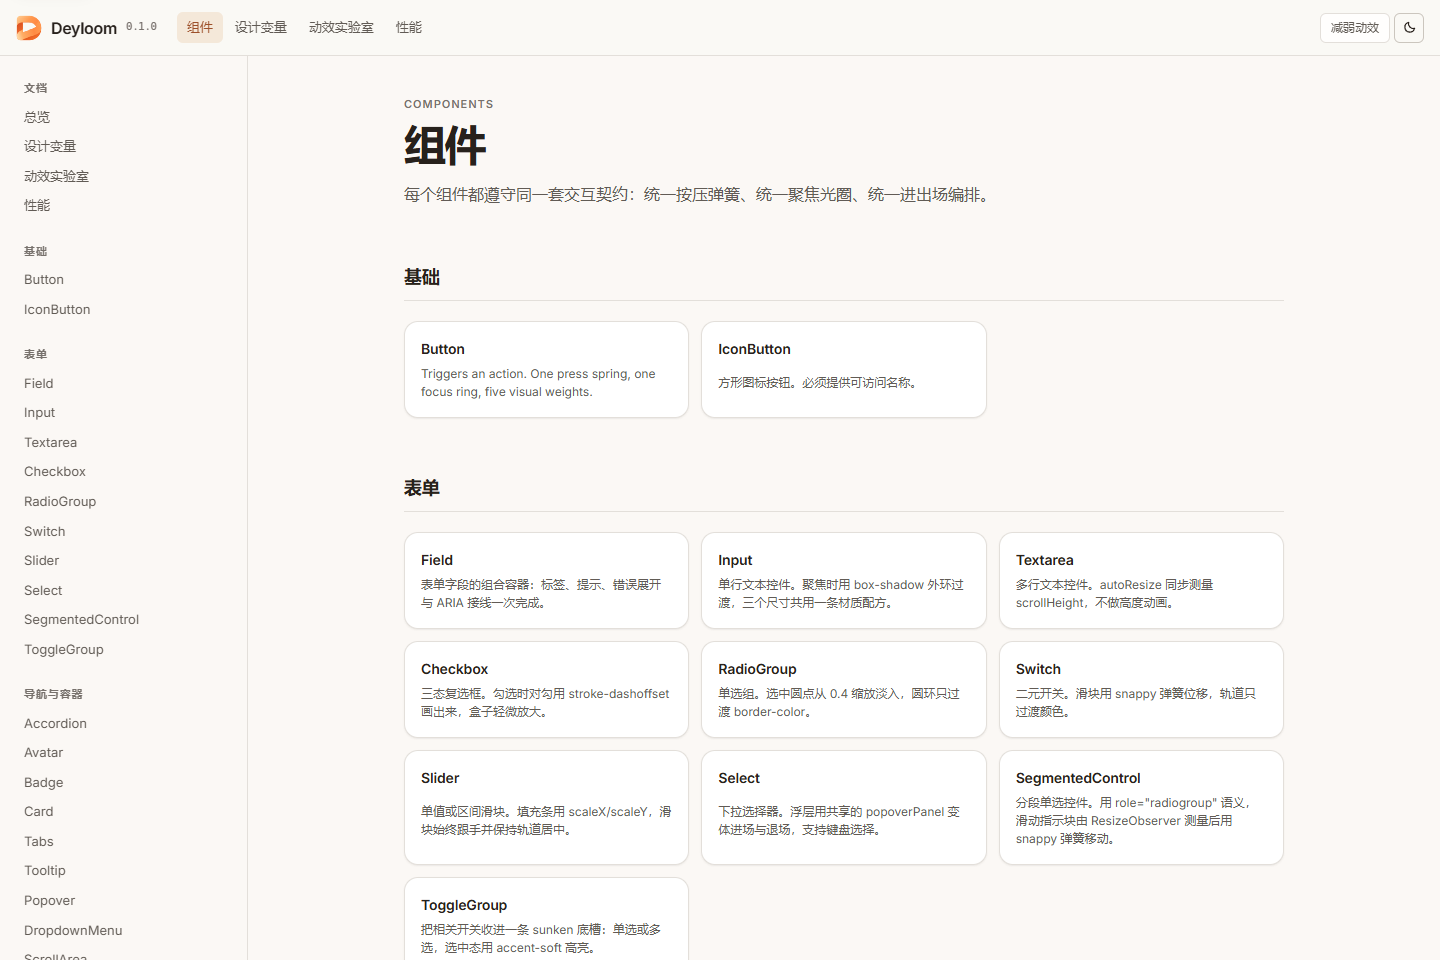 Deyloom 0.1.0 组件 设计变量 动效实验室 性能 减弱动效
文档
总览
设计变量
动效实验室
性能
基础
Button
IconButton
表单
Field
Input
Textarea
Checkbox
RadioGroup
Switch
Slider
Select
SegmentedControl
ToggleGroup
导航与容器
Accordion
Avatar
Badge
Card
Tabs
Tooltip
Popover
DropdownMenu
ScrollArea
COMPONENTS
组件
每个组件都遵守同一套交互契约：统一按压弹簧、统一聚焦光圈、统一进出场编排。
基础
Button
Triggers an action. One press spring, one
focus ring, five visual weights.
IconButton
方形图标按钮。必须提供可访问名称。
表单
Field
表单字段的组合容器：标签、提示、错误展开
与 ARIA 接线一次完成。
Input
单行文本控件。聚焦时用 box-shadow 外环过
渡，三个尺寸共用一条材质配方。
Textarea
多行文本控件。autoResize 同步测量
scrollHeight，不做高度动画。
Checkbox
三态复选框。勾选时对勾用 stroke-dashoffset
画出来，盒子轻微放大。
RadioGroup
单选组。选中圆点从 0.4 缩放淡入，圆环只过
渡 border-color。
Switch
二元开关。滑块用 snappy 弹簧位移，轨道只
过渡颜色。
Slider
单值或区间滑块。填充条用 scaleX/scaleY，滑
块始终跟手并保持轨道居中。
Select
下拉选择器。浮层用共享的 popoverPanel 变
体进场与退场，支持键盘选择。
SegmentedControl
分段单选控件。用 role="radiogroup" 语义，
滑动指示块由 ResizeObserver 测量后用
snappy 弹簧移动。
ToggleGroup
把相关开关收进一条 sunken 底槽：单选或多
选，选中态用 accent-soft 高亮。